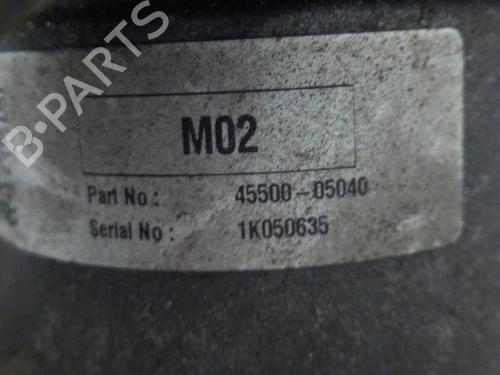 B-PARTS
M02
Part No : 45500-05040
Serial No : 1K050635